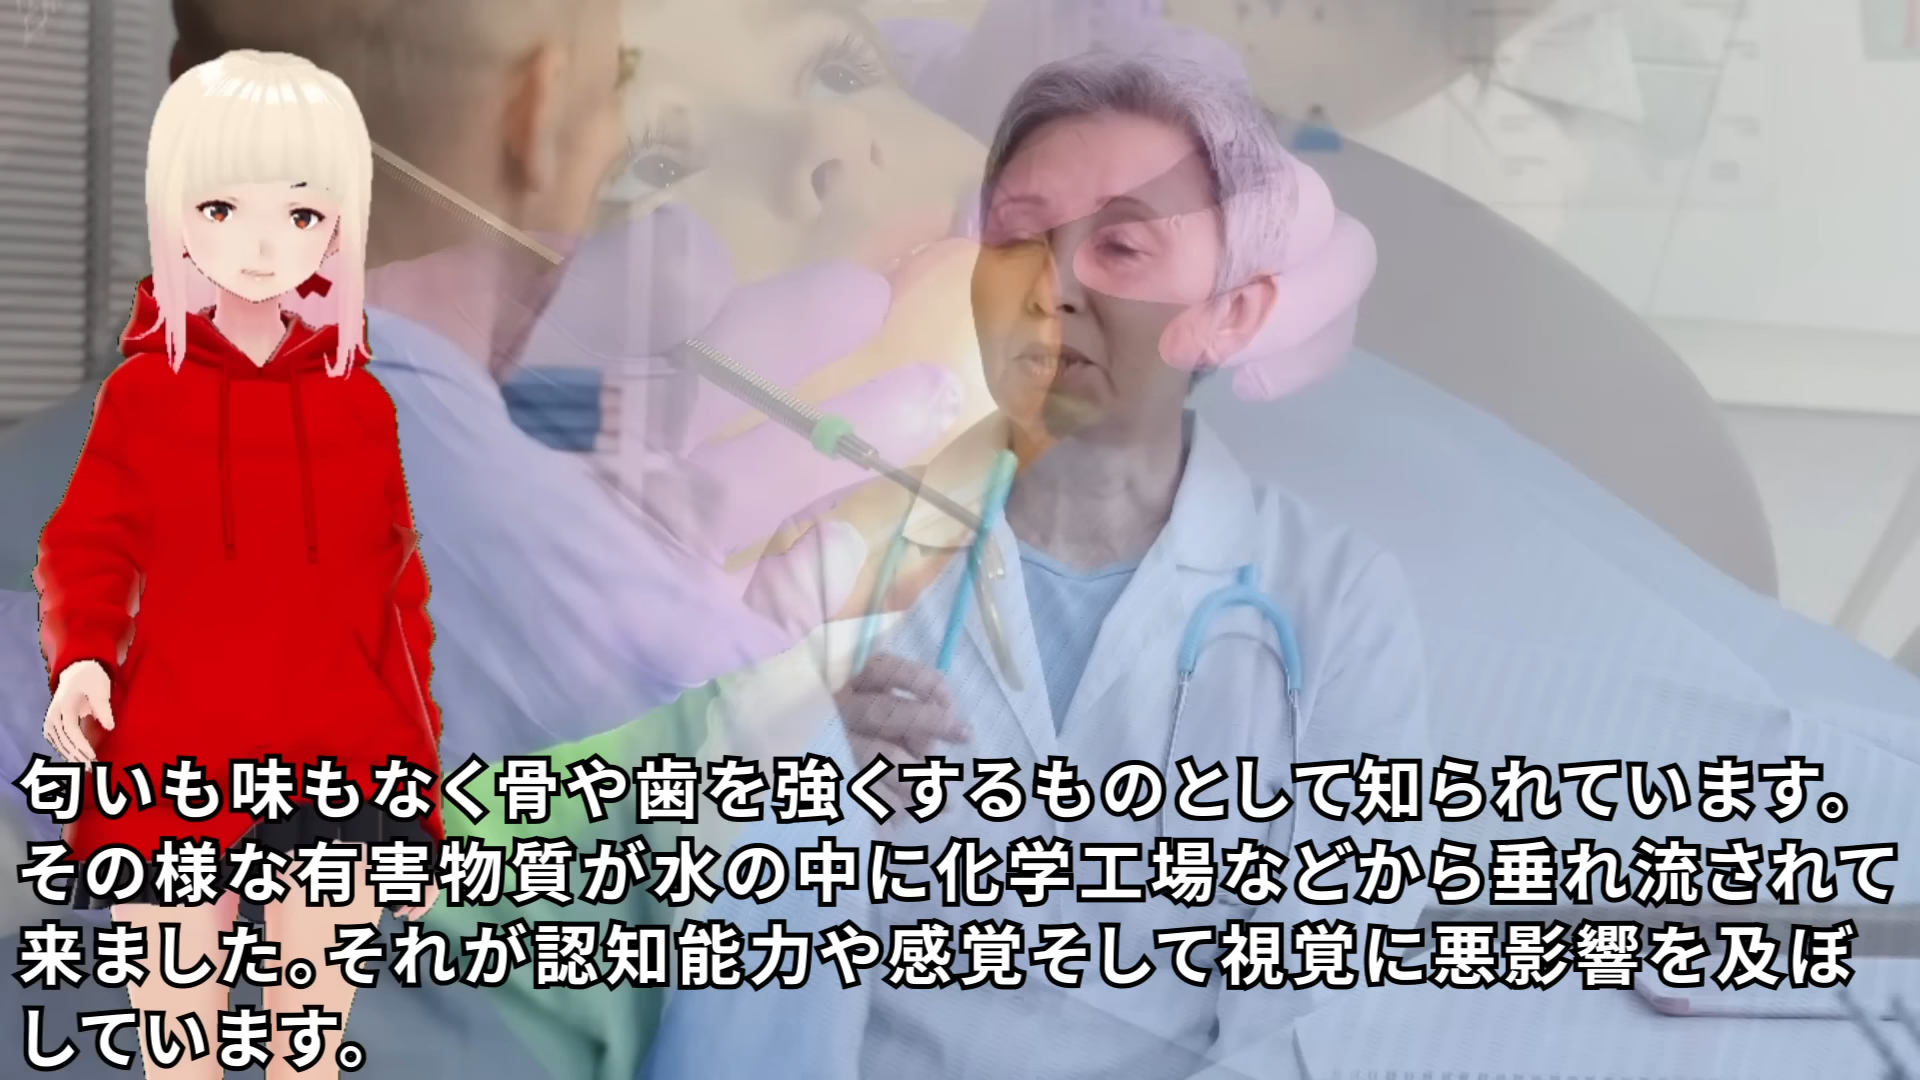 匂いも味もなく骨や歯を強くするものとして知られています。
その様な有害物質が水の中に化学工場などから垂れ流されて
来ました。それが認知能力や感覚そして視覚に悪影響を及ぼ
しています。